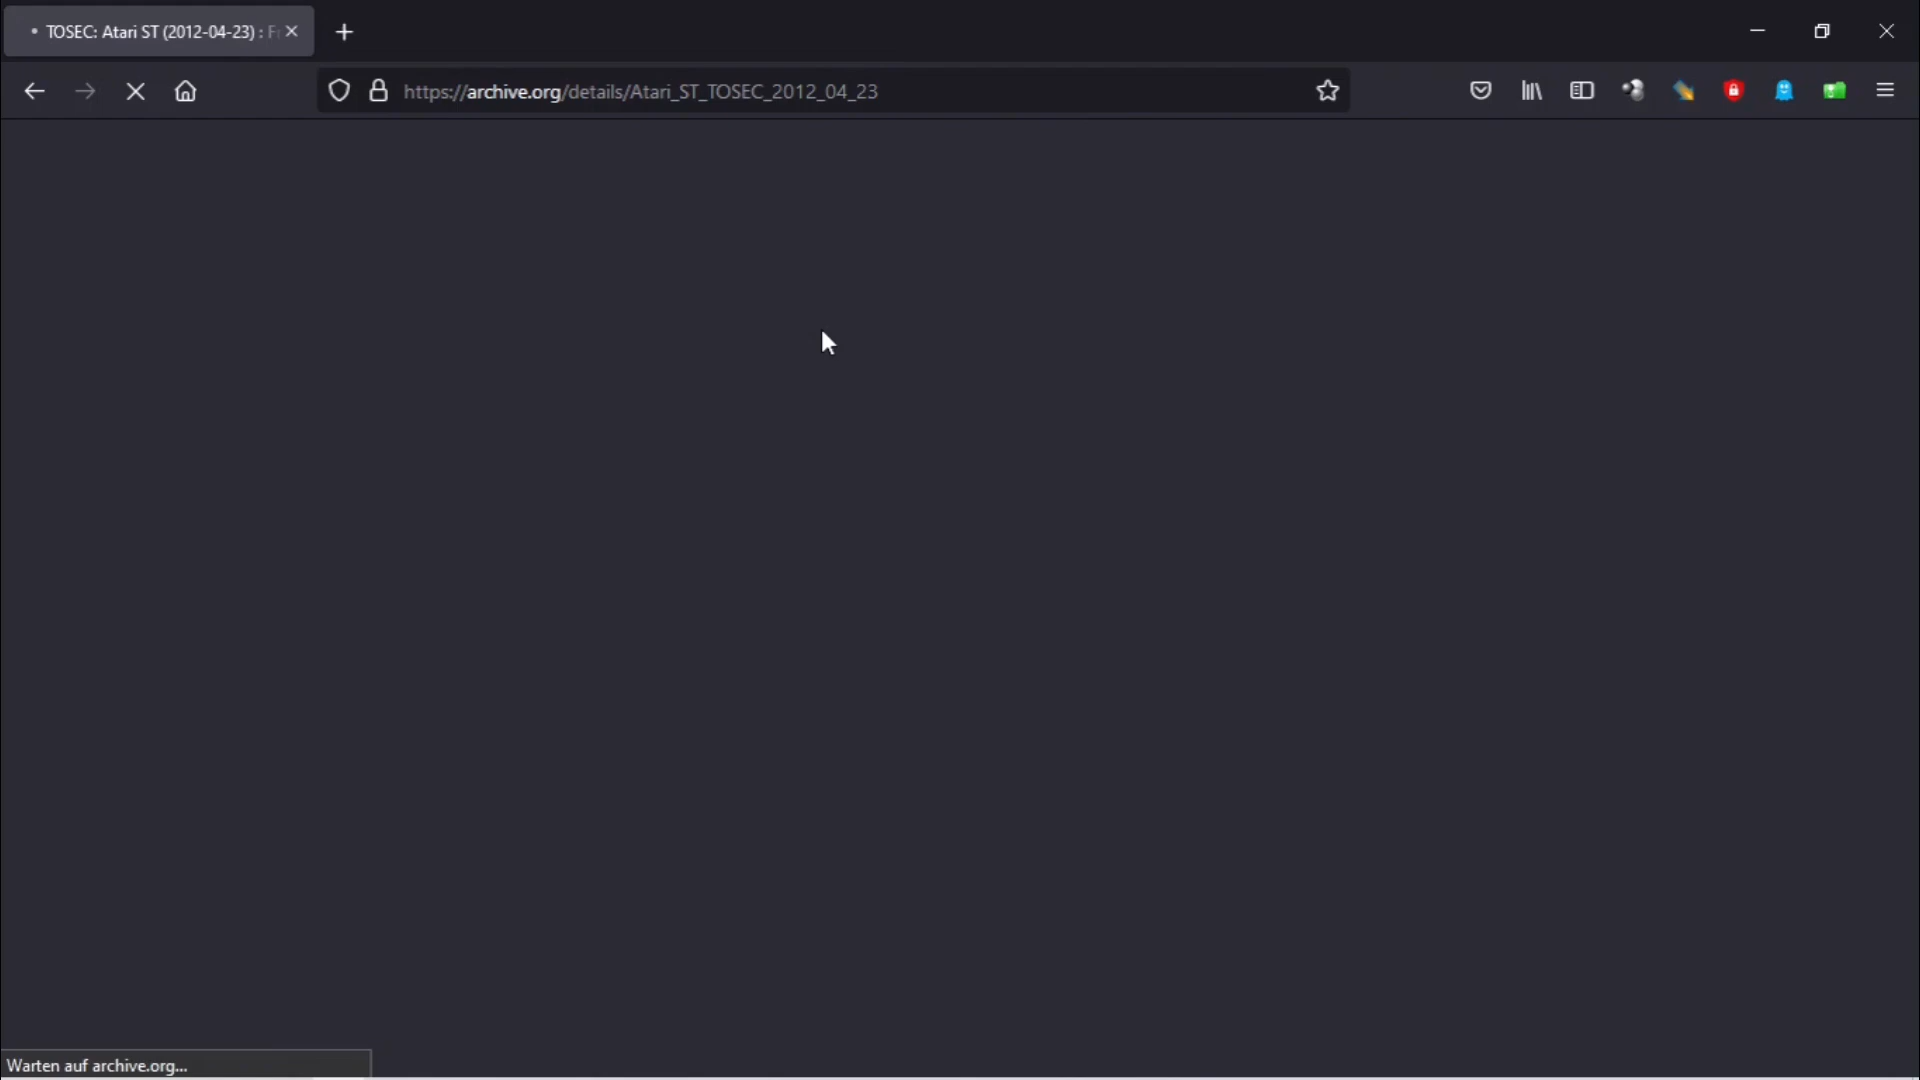 TOSEC: Atari ST (2012-04-23) : F
https://archive.org/details/Atari_ST_TOSEC_2012_04_23
Warten auf archive.org...